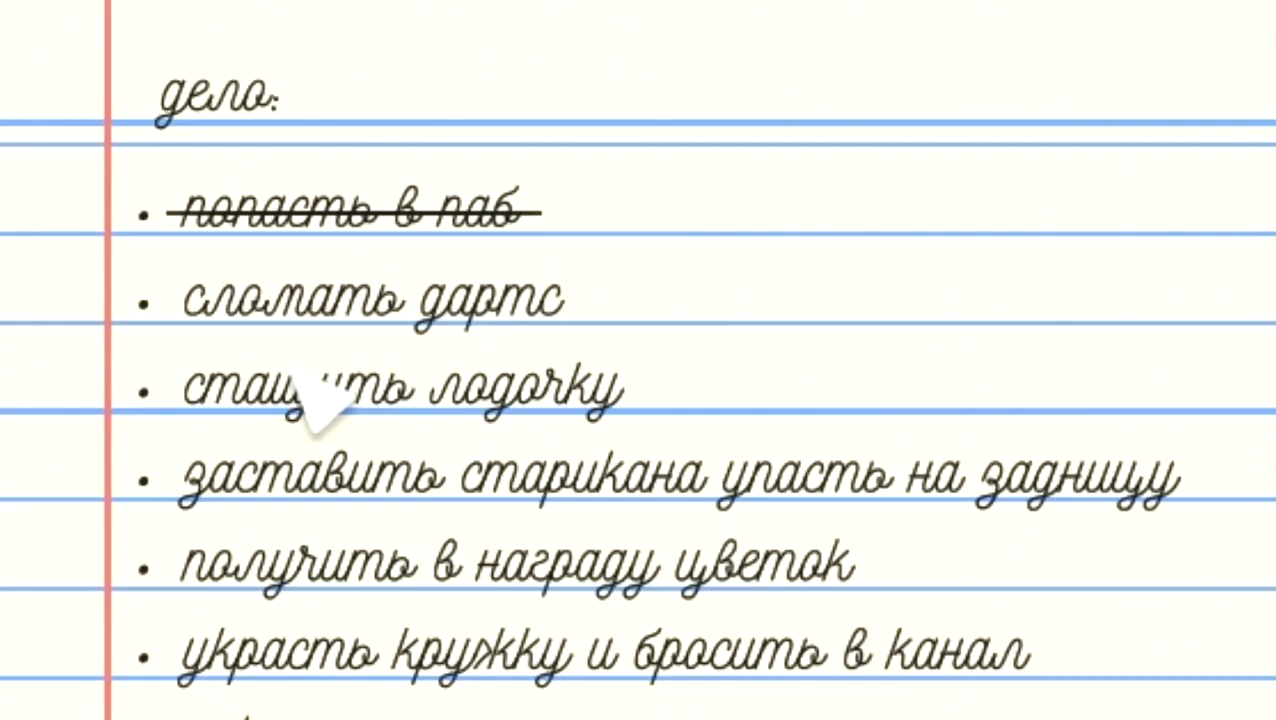 дело:
• попасть в паб
• сломать дартс
• стащить лодочку
• заставить старикана упасть на задницу
• получить в награду цветок
• украсть кружку и бросить в канал